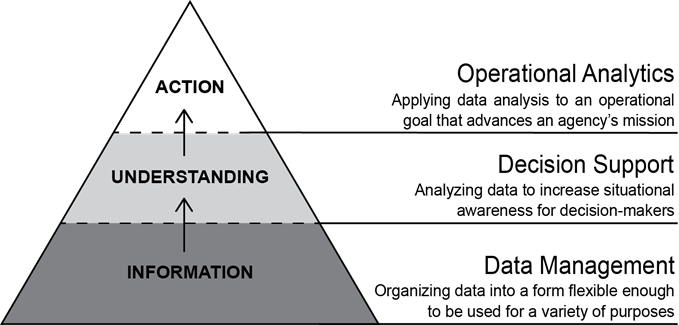 ACTION
Operational Analytics
Applying data analysis to an operational
goal that advances an agency’s mission
UNDERSTANDING
Decision Support
Analyzing data to increase situational
awareness for decision-makers
INFORMATION
Data Management
Organizing data into a form flexible enough
to be used for a variety of purposes